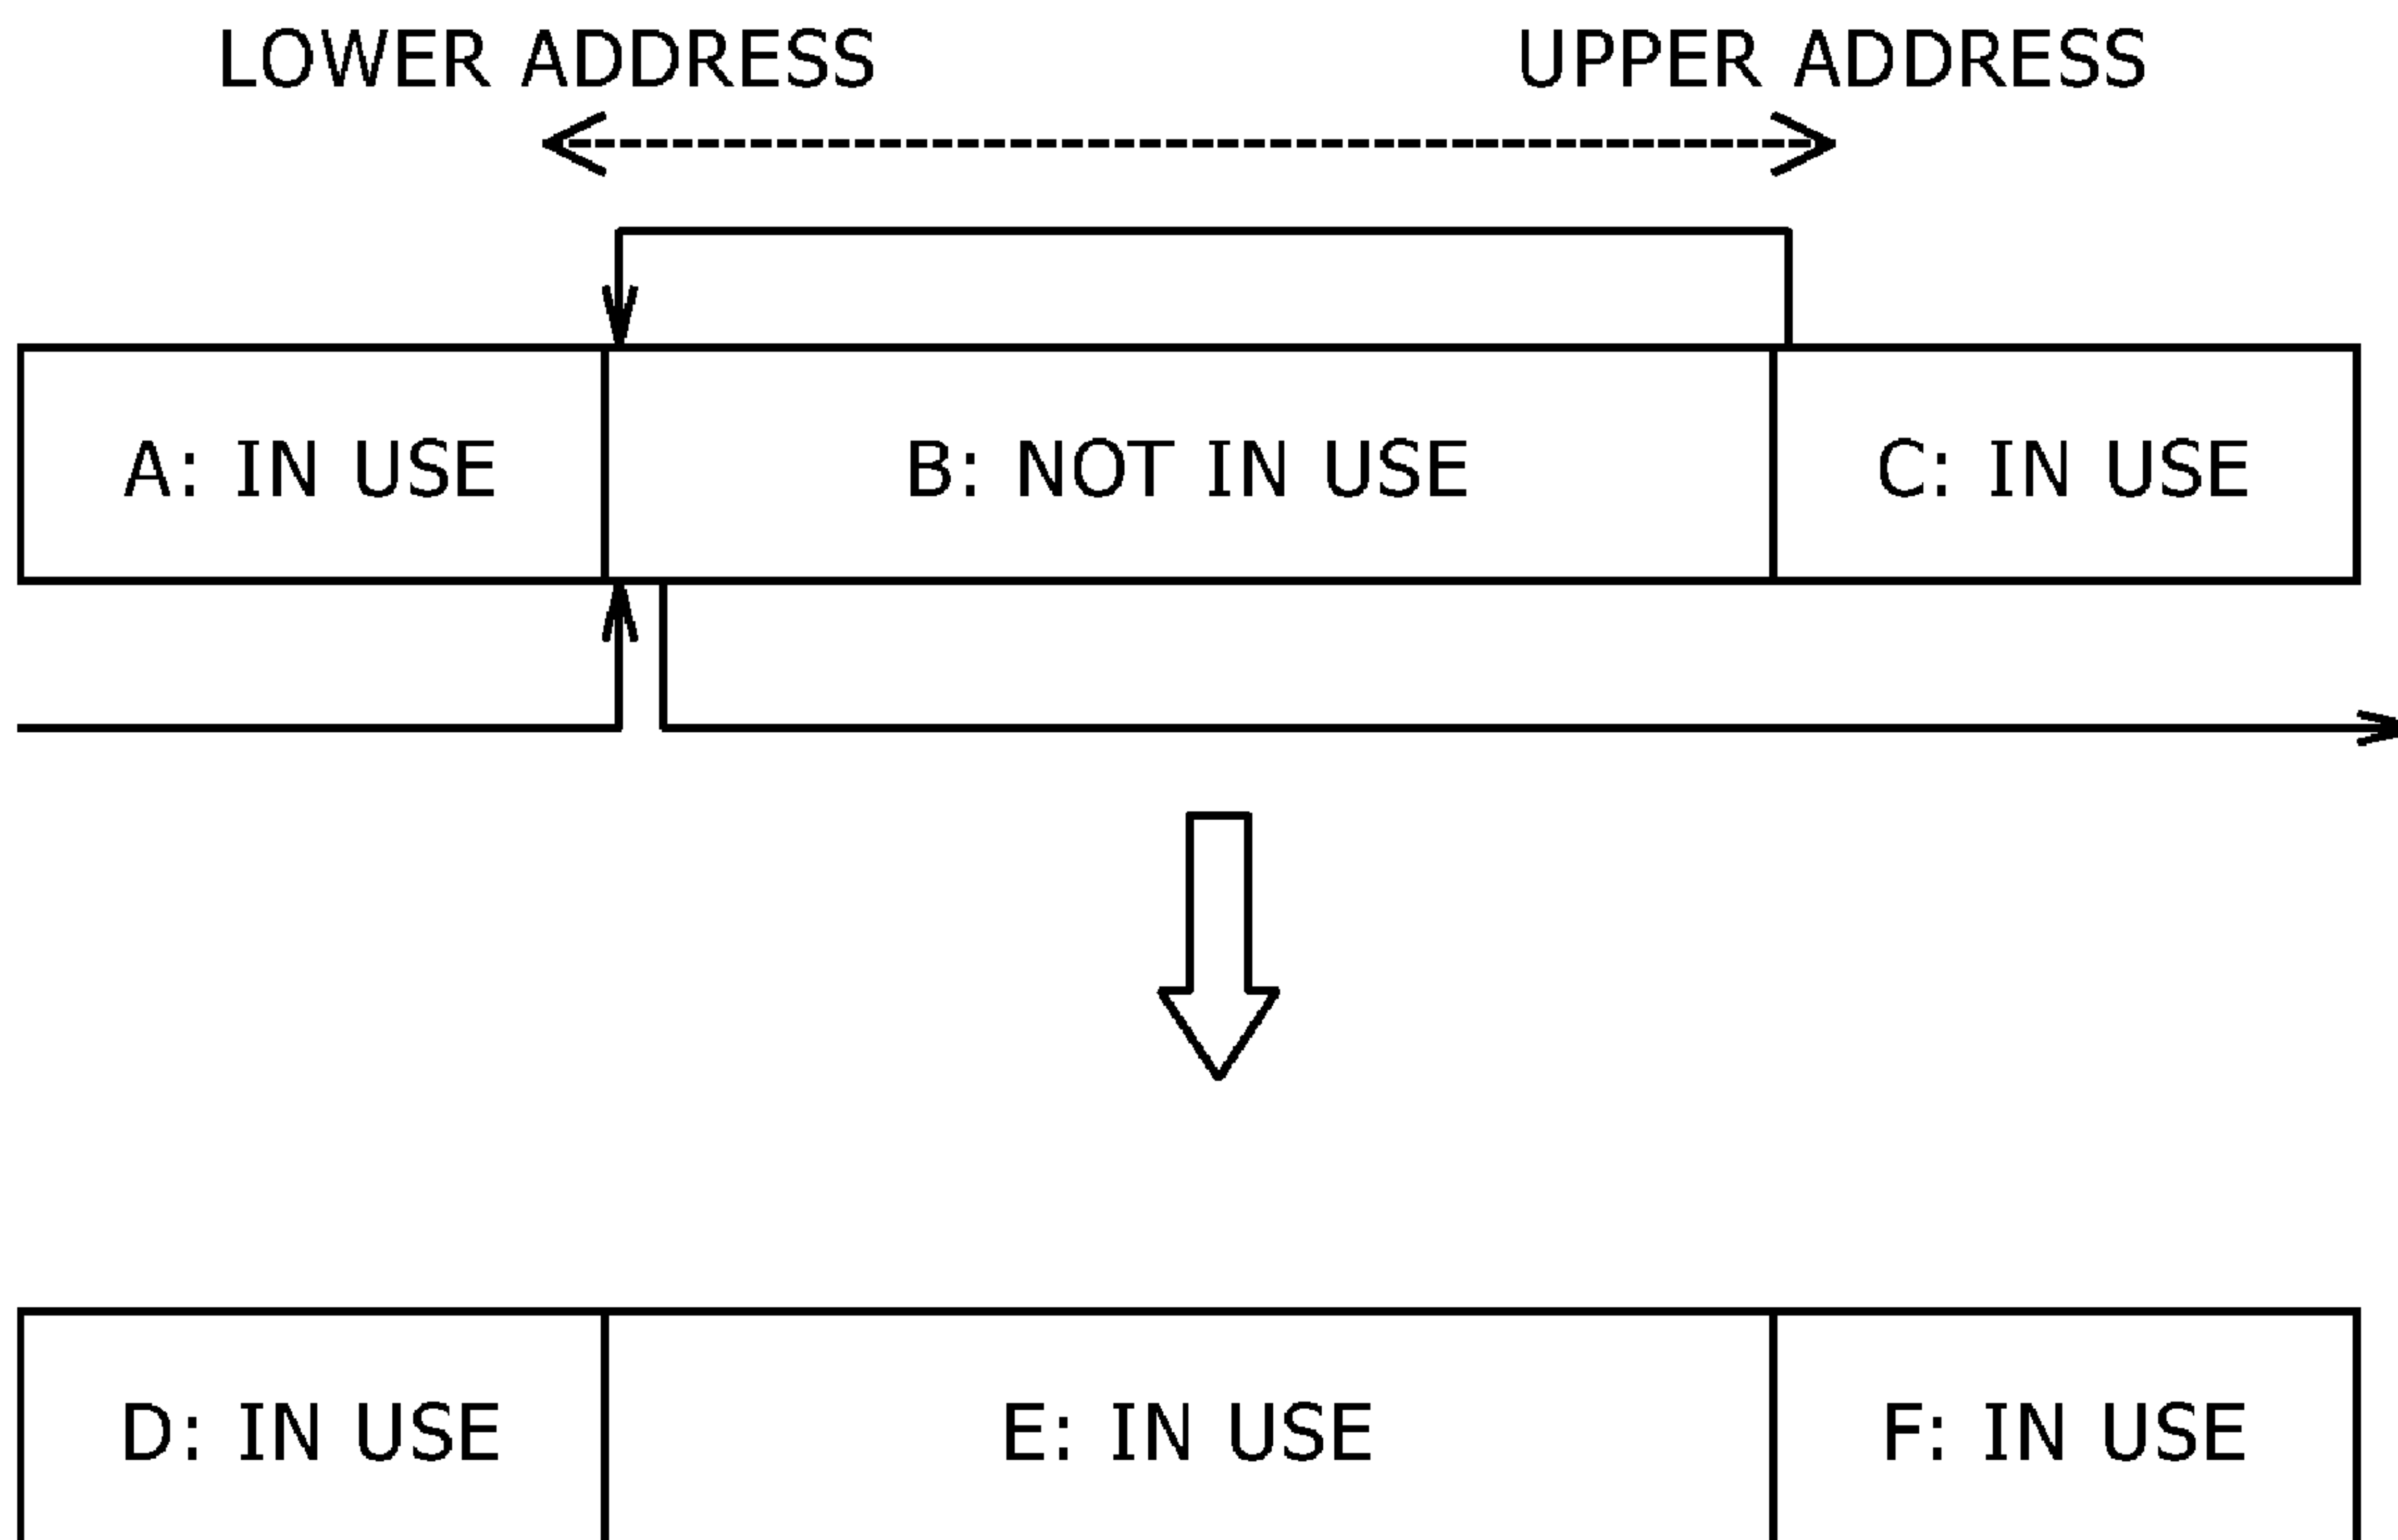 LOWER ADDRESS UPPER ADDRESS
A: IN USE B: NOT IN USE C: IN USE
D: IN USE E: IN USE F: IN USE